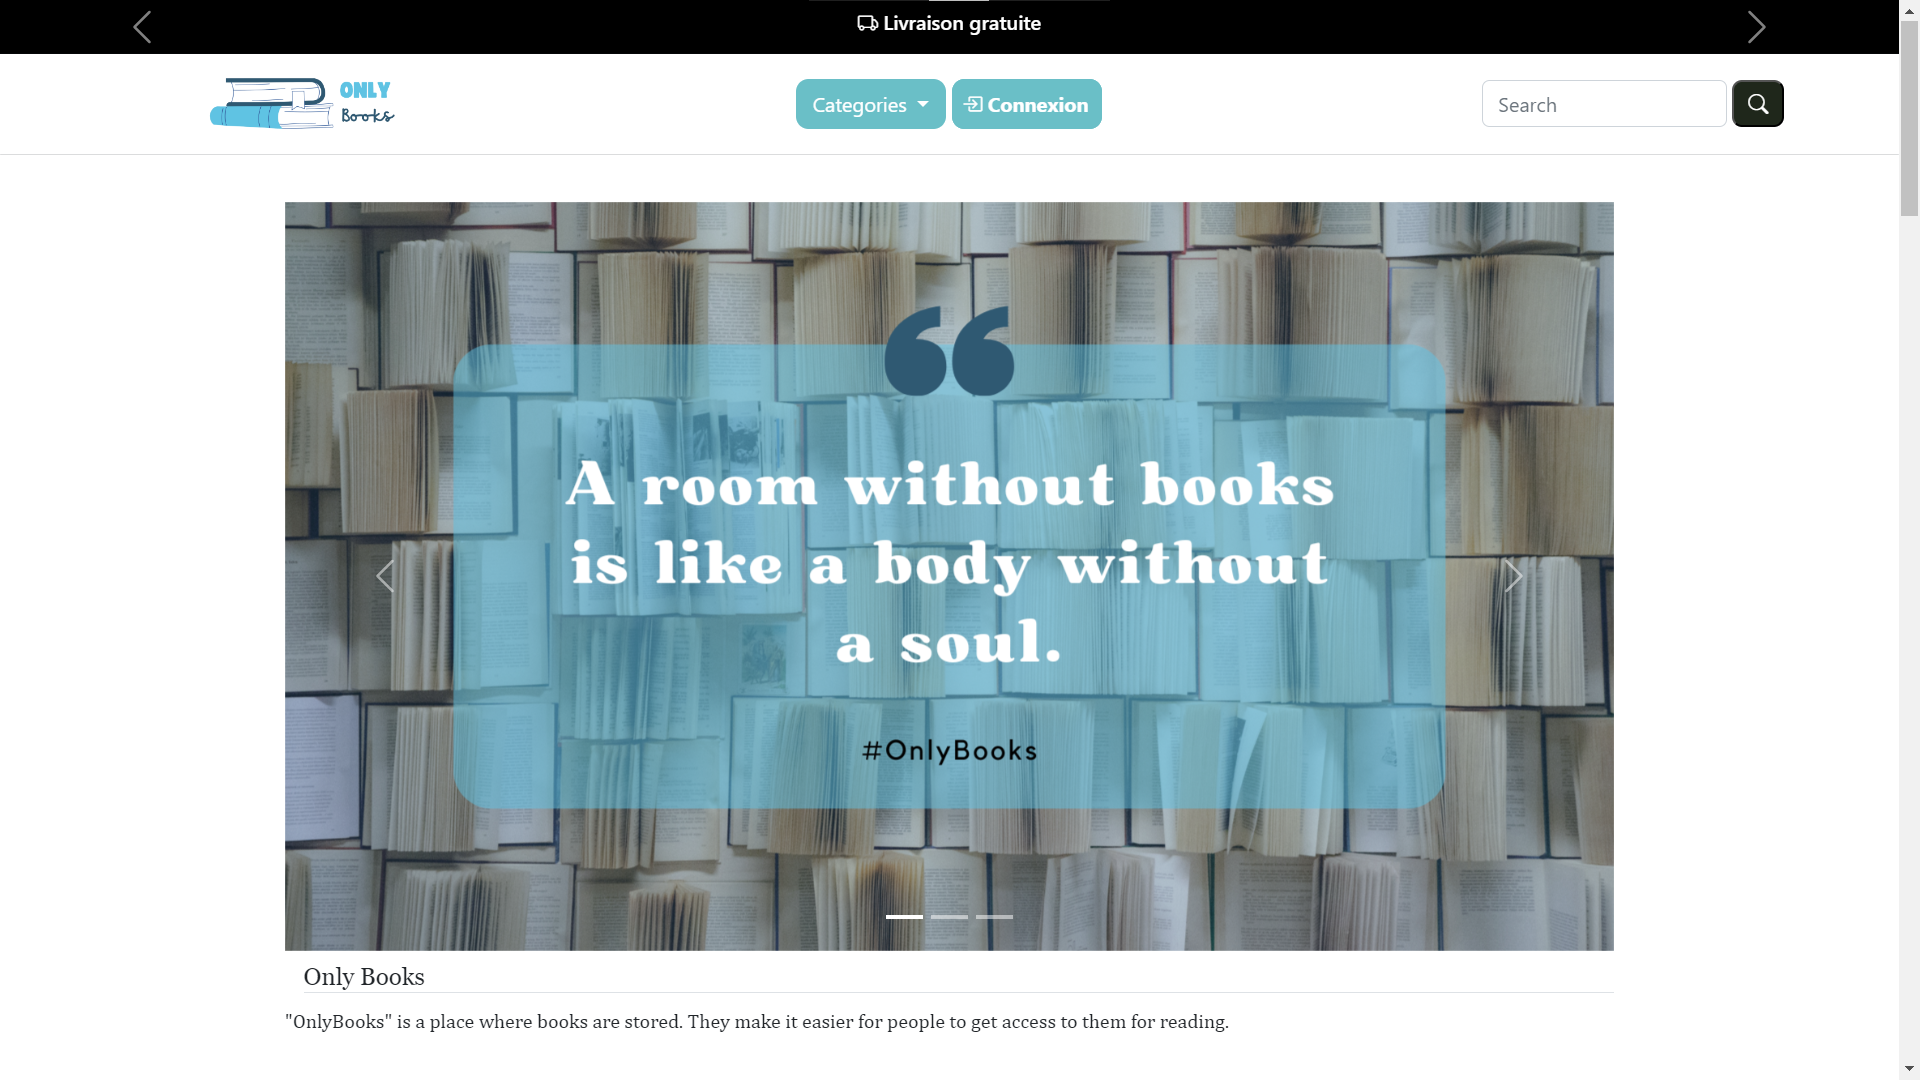 Livraison gratuite
ONLY
Books
Categories
Connexion
Search
A room without books
is like a body without
a soul.
#OnlyBooks
Only Books
"OnlyBooks" is a place where books are stored. They make it easier for people to get access to them for reading.